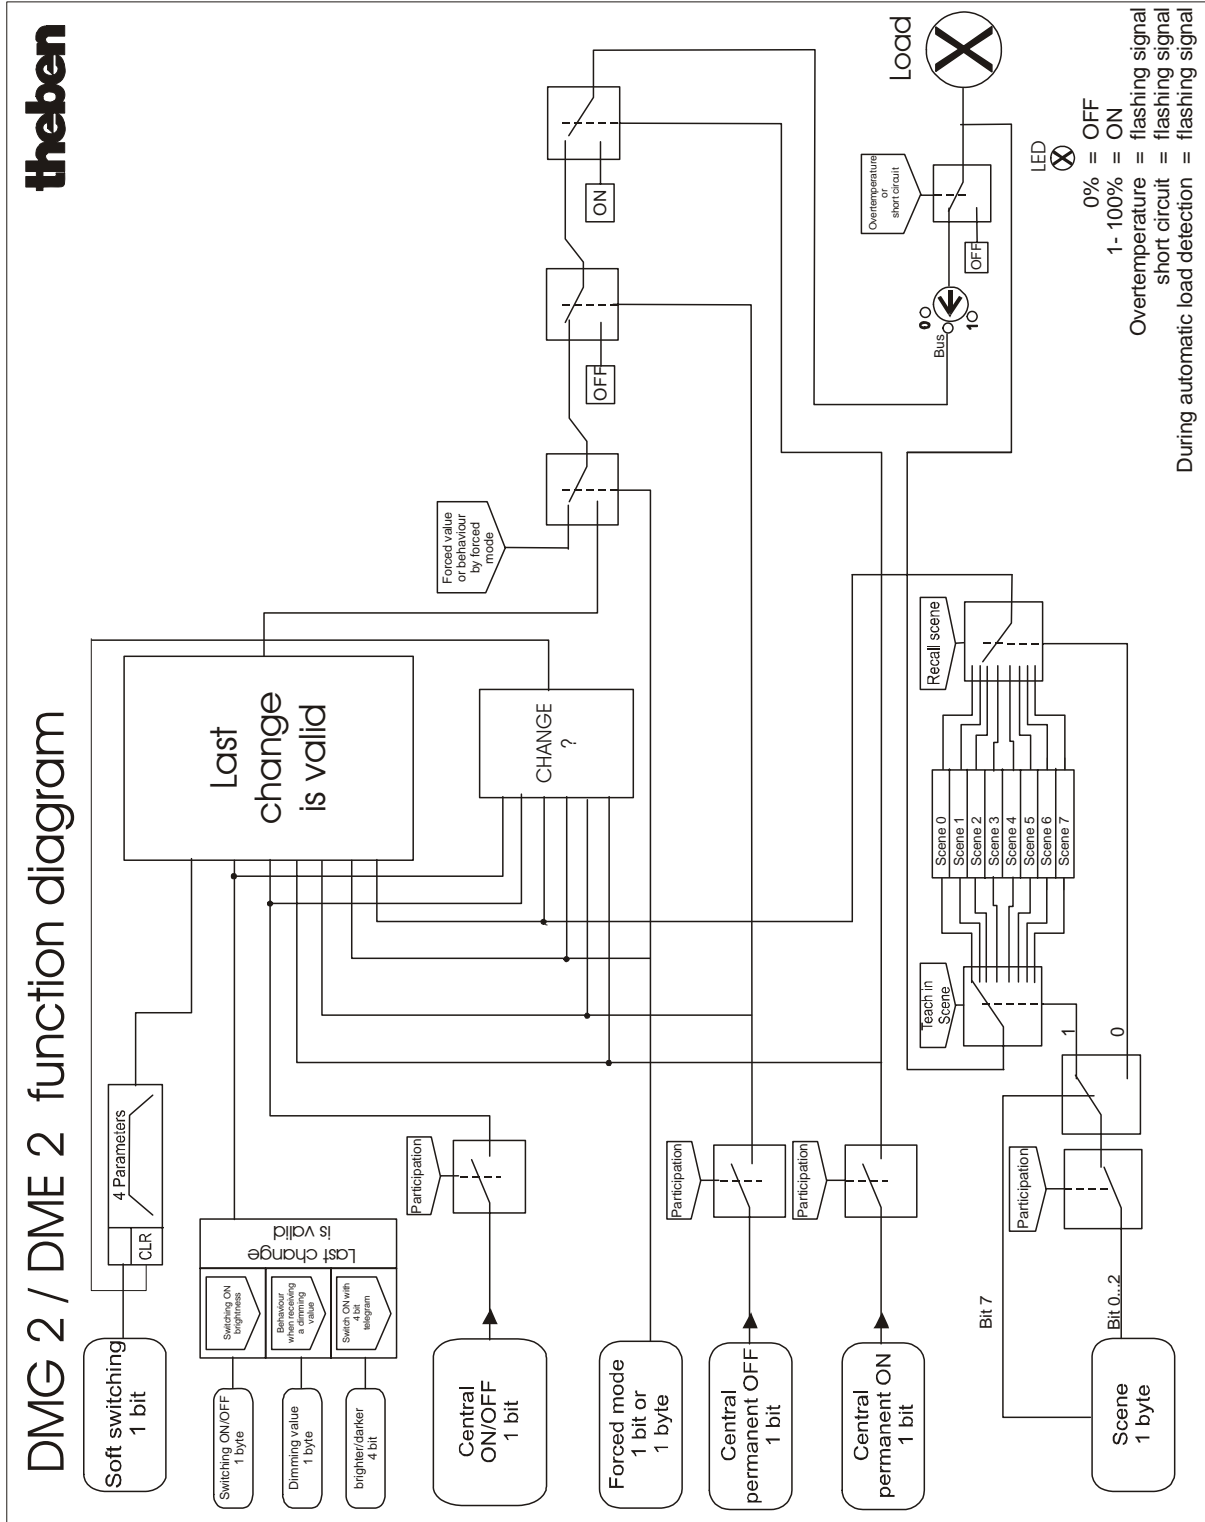 theben
DMG 2 / DME 2 function diagram
Soft switching
1 bit
CLR
4 Parameters
Switching ON/OFF
1 byte
Dimming value
1 byte
brighter/darker
4 bit
Switching ON
brightness
Behaviour
when receiving
a dimming
value
Switch ON with
4 bit
telegram
Last change
is valid
Central
ON/OFF
1 bit
Participation
Forced mode
1 bit or
1 byte
Central
permanent OFF
1 bit
Participation
Central
permanent ON
1 bit
Participation
Scene
1 byte
Bit 7
Bit 0...2
Participation
1
0
Teach in
Scene
Scene 0
Scene 1
Scene 2
Scene 3
Scene 4
Scene 5
Scene 6
Scene 7
Recall scene
Last
change
is valid
CHANGE
?
Forced value
or behaviour
by forced
mode
OFF
ON
Bus
0
1
OFF
Overtemperature
or
short circuit
Load
LED
0% = OFF
1- 100% = ON
Overtemperature = flashing signal
short circuit = flashing signal
During automatic load detection = flashing signal